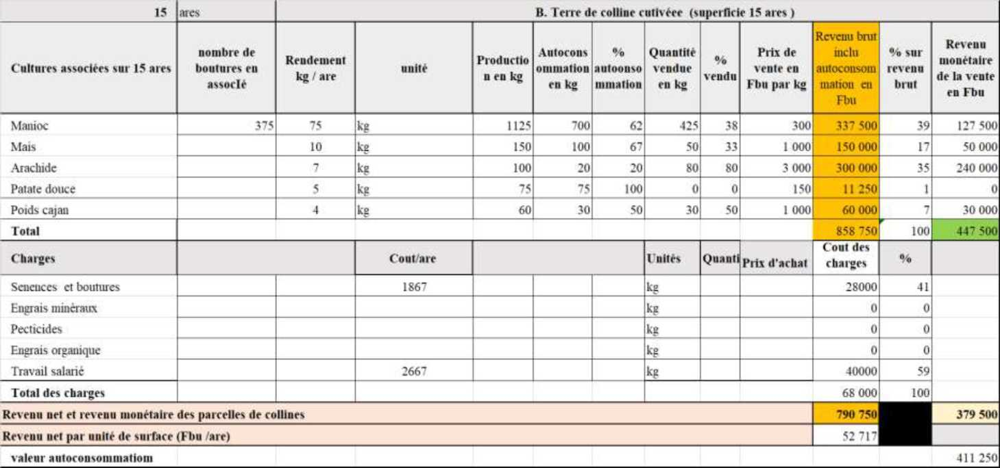 15 ares B. Terre de colline cutivéee (superficie 15 ares )
Cultures associées sur 15 ares nombre de boutures en assocIé Rendement kg / are unité Production en kg Autoconsommation en kg % autoonsommation Quantité vendue en kg % vendu Prix de vente en Fbu par kg Revenu brut inclu autoconsommation en Fbu % sur revenu brut Revenu monétaire de la vente en Fbu
Manioc 375 75 kg 1125 700 62 425 38 300 337 500 39 127 500
Mais 10 kg 150 100 67 50 33 1 000 150 000 17 50 000
Arachide 7 kg 100 20 20 80 80 3 000 300 000 35 240 000
Patate douce 5 kg 75 75 100 0 0 150 11 250 1 0
Poids cajan 4 kg 60 30 50 30 50 1 000 60 000 7 30 000
Total 858 750 100 447 500
Charges Cout/are Unités Quanti Prix d'achat Cout des charges %
Senences et boutures 1867 kg 28000 41
Engrais minéraux kg 0 0
Pecticides kg 0 0
Engrais organique kg 0 0
Travail salarié 2667 kg 40000 59
Total des charges 68 000 100
Revenu net et revenu monétaire des parcelles de collines 790 750 379 500
Revenu net par unité de surface (Fbu /are) 52 717
valeur autoconsommatiom 411 250